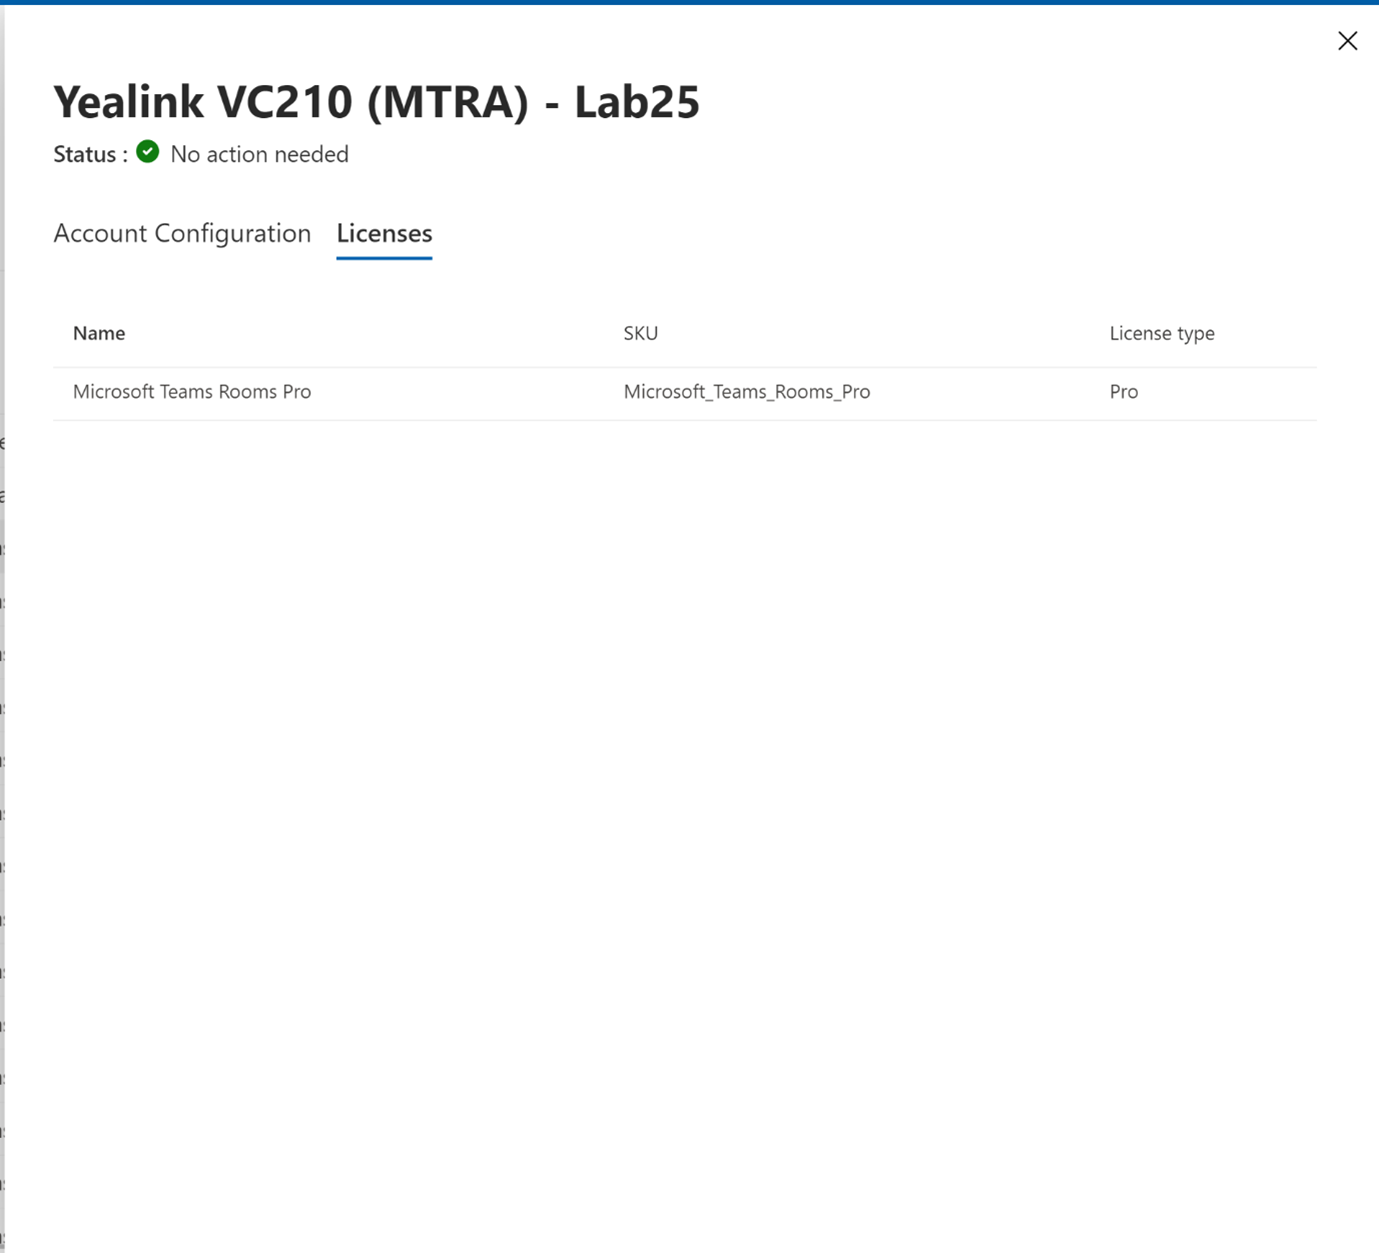 Yealink VC210 (MTRA) - Lab25
Status : No action needed
Account Configuration Licenses
Name SKU License type
Microsoft Teams Rooms Pro Microsoft_Teams_Rooms_Pro Pro